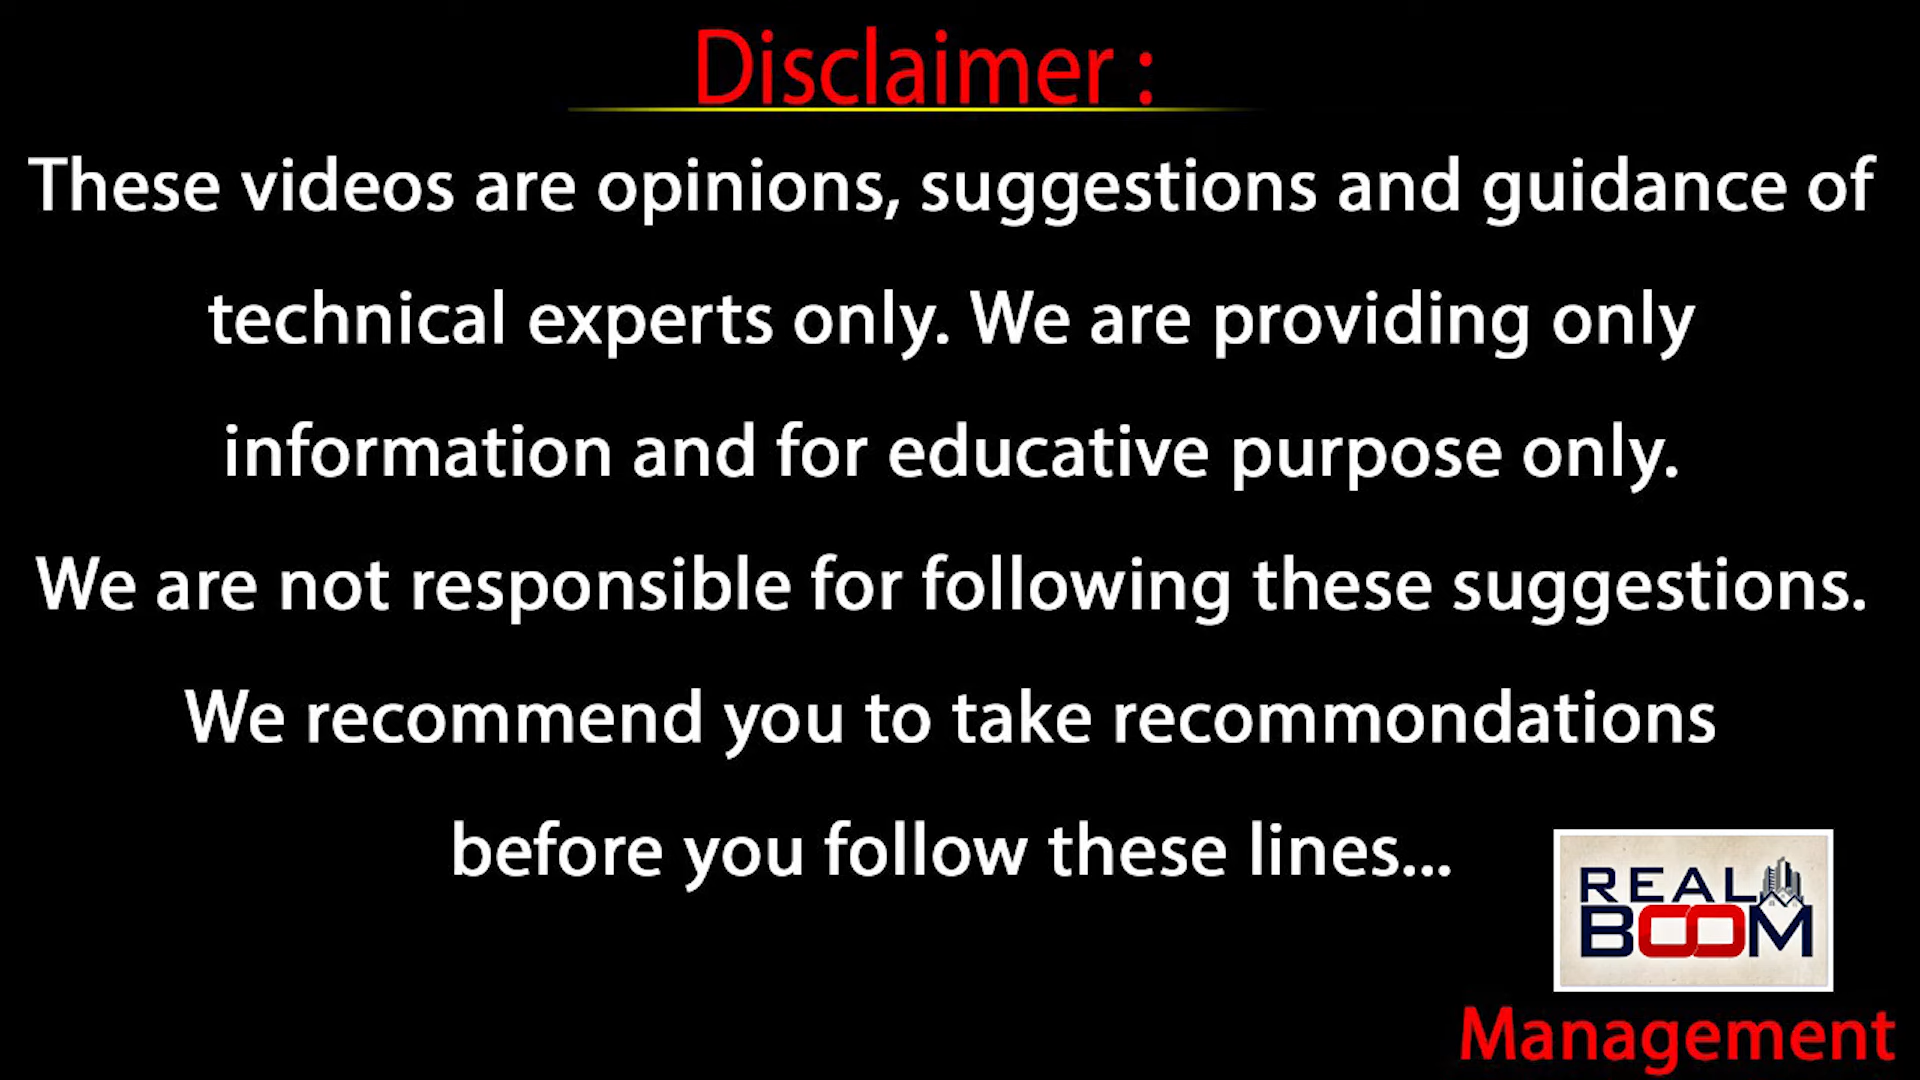 Disclaimer :
These videos are opinions, suggestions and guidance of
technical experts only. We are providing only
information and for educative purpose only.
We are not responsible for following these suggestions.
We recommend you to take recommondations
before you follow these lines...
REAL
BOOM
Management